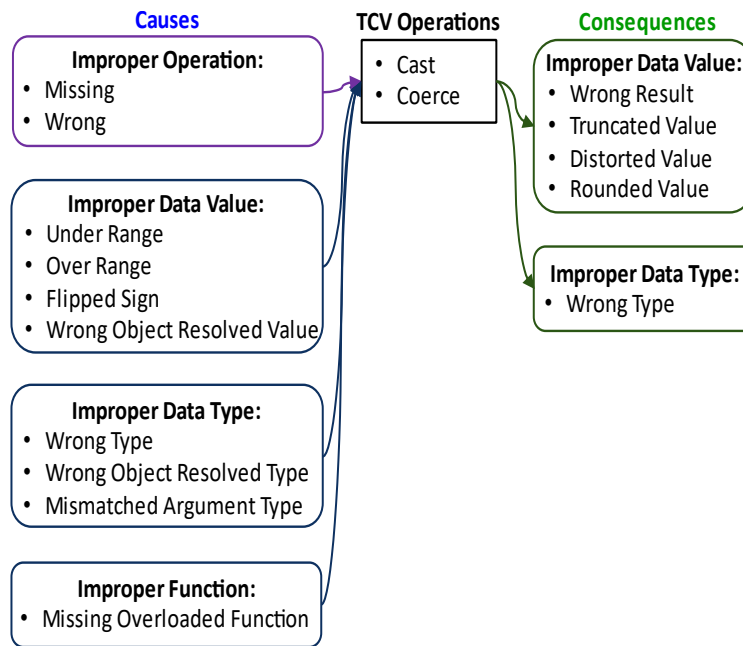 Causes
Improper Operation:
• Missing
• Wrong
Improper Data Value:
• Under Range
• Over Range
• Flipped Sign
• Wrong Object Resolved Value
Improper Data Type:
• Wrong Type
• Wrong Object Resolved Type
• Mismatched Argument Type
Improper Function:
• Missing Overloaded Function
TCV Operations
• Cast
• Coerce
Consequences
Improper Data Value:
• Wrong Result
• Truncated Value
• Distorted Value
• Rounded Value
Improper Data Type:
• Wrong Type